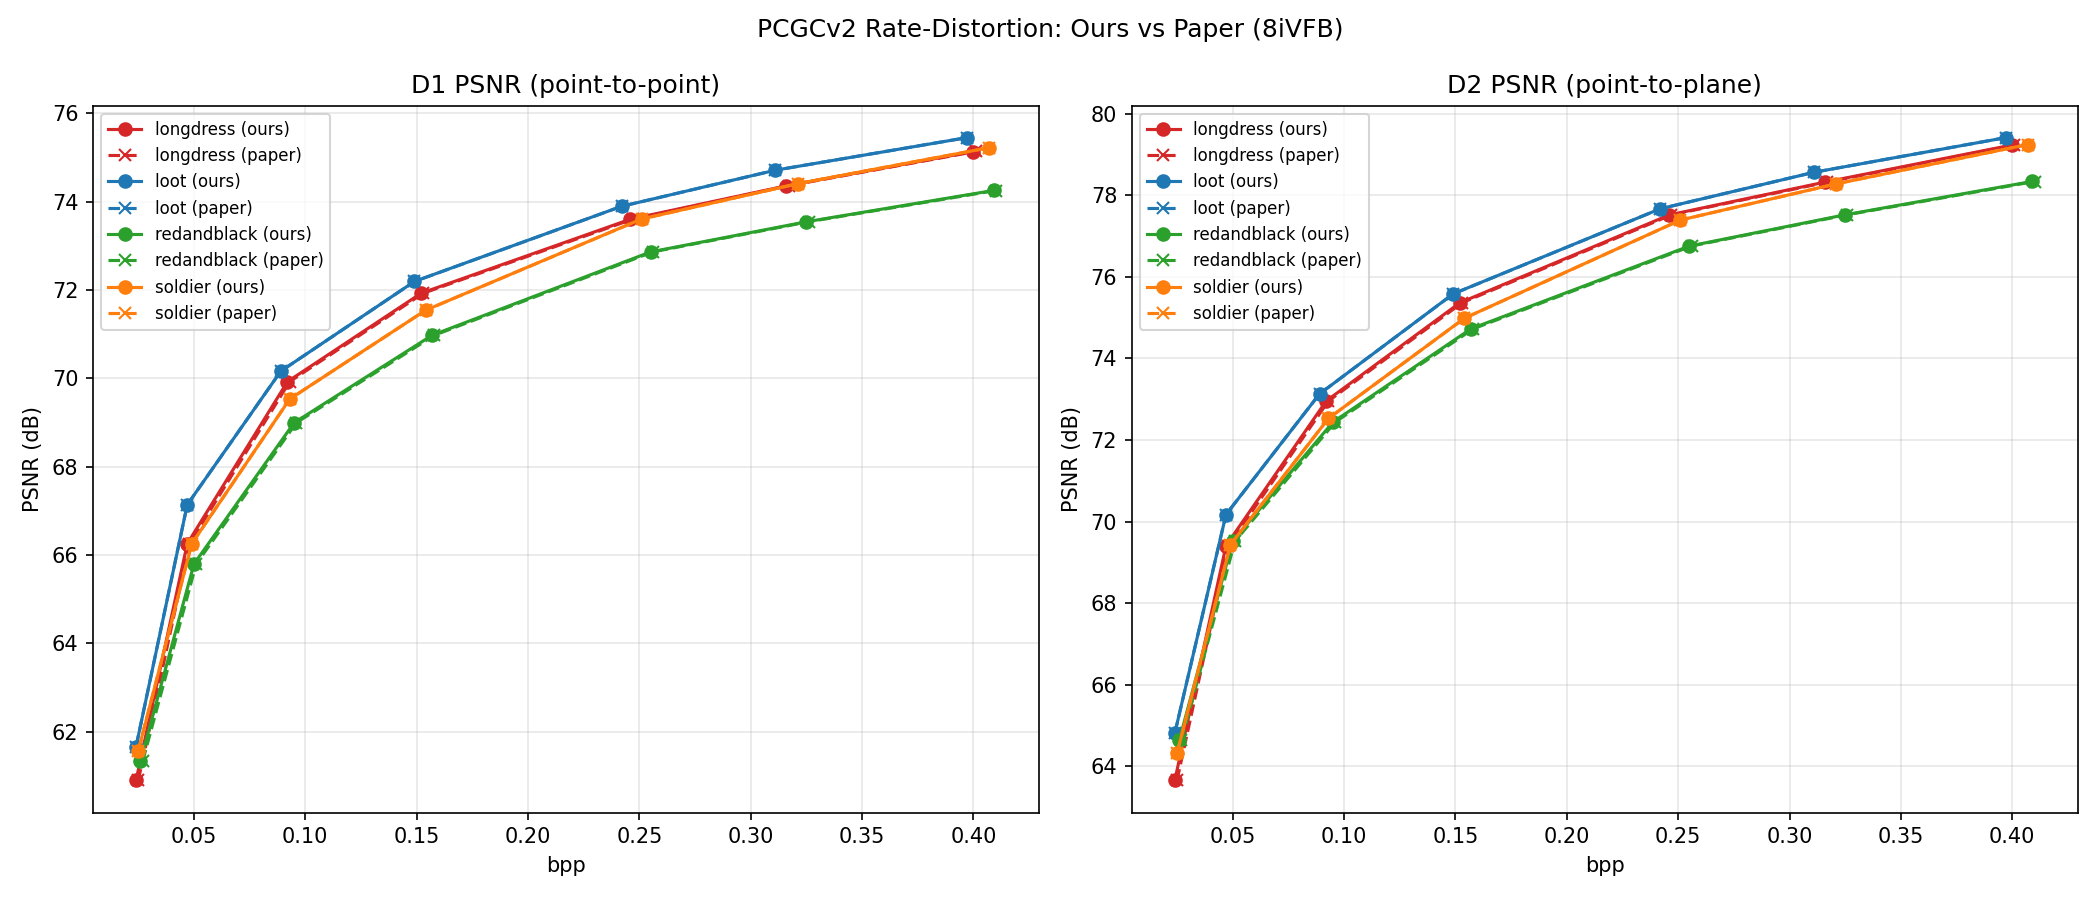 PCGCv2 Rate-Distortion: Ours vs Paper (8iVFB)
D1 PSNR (point-to-point)
76
74
72
70
68
66
64
62
PSNR (dB)
longdress (ours)
longdress (paper)
loot (ours)
loot (paper)
redandblack (ours)
redandblack (paper)
soldier (ours)
soldier (paper)
0.05
0.10
0.15
0.20
0.25
0.30
0.35
0.40
bpp
D2 PSNR (point-to-plane)
80
78
76
74
72
70
68
66
64
PSNR (dB)
longdress (ours)
longdress (paper)
loot (ours)
loot (paper)
redandblack (ours)
redandblack (paper)
soldier (ours)
soldier (paper)
0.05
0.10
0.15
0.20
0.25
0.30
0.35
0.40
bpp